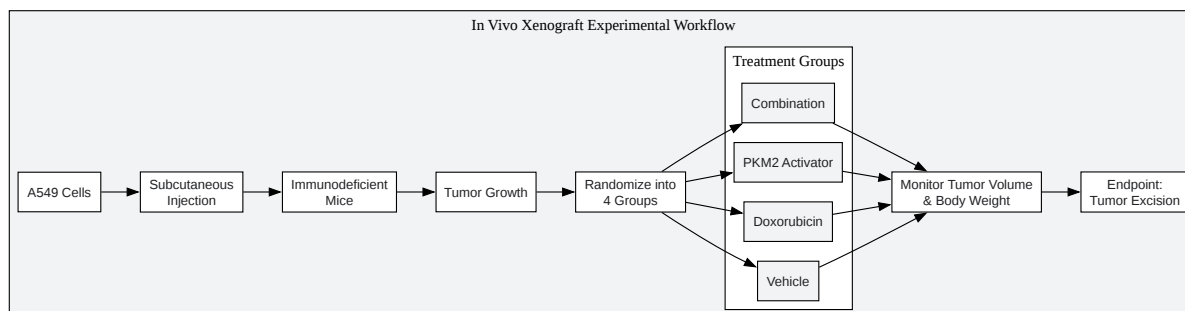 In Vivo Xenograft Experimental Workflow
A549 Cells
Subcutaneous
Injection
Immunodeficient
Mice
Tumor Growth
Randomize into
4 Groups
Treatment Groups
Combination
PKM2 Activator
Doxorubicin
Vehicle
Monitor Tumor Volume
& Body Weight
Endpoint:
Tumor Excision